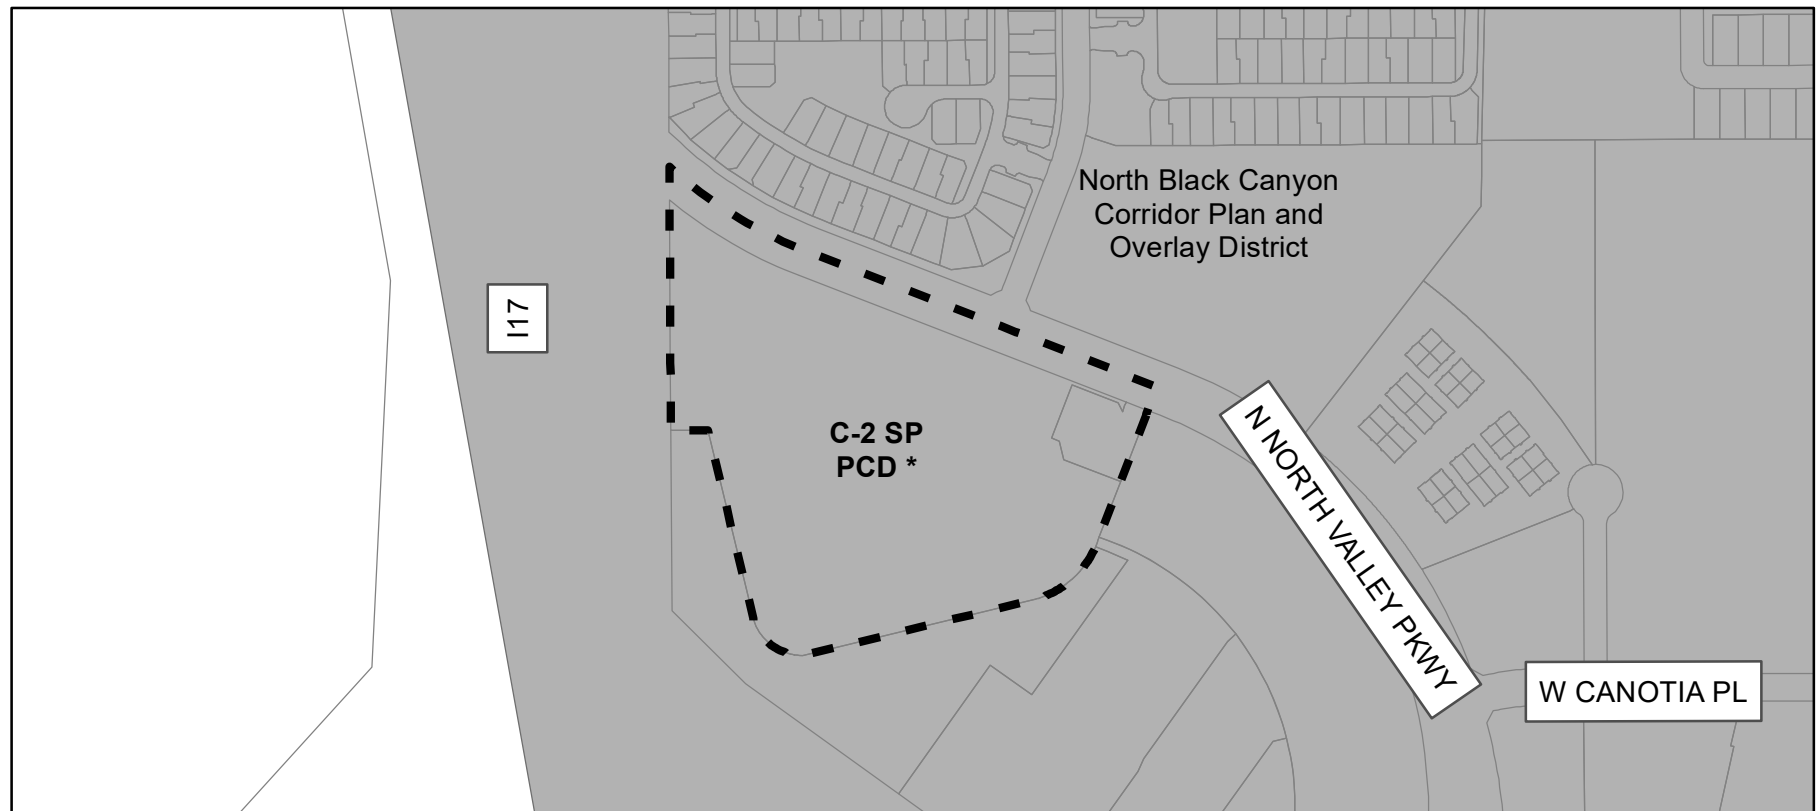 North Black Canyon
Corridor Plan and
Overlay District
I17
C-2 SP
PCD *
N NORTH VALLEY PKWY
W CANOTIA PL